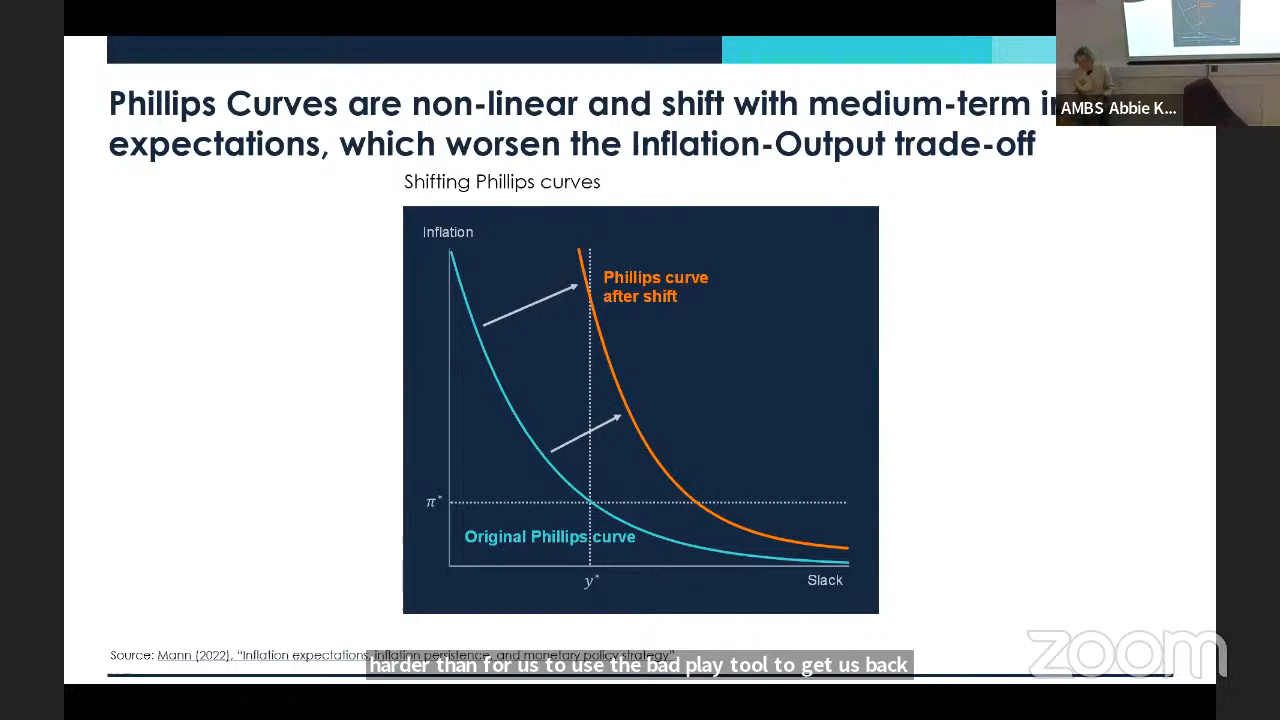 Phillips Curves are non-linear and shift with medium-term
expectations, which worsen the Inflation-Output trade-off
AMBS Abbie K...
Shifting Phillips curves
Inflation
Phillips curve
after shift
π*
Original Phillips curve
y*
Slack
Source: Mann (2022), "Inflation expectations, inflation persistence, and monetary policy strategy"
harder than for us to use the bad play tool to get us back
zoom